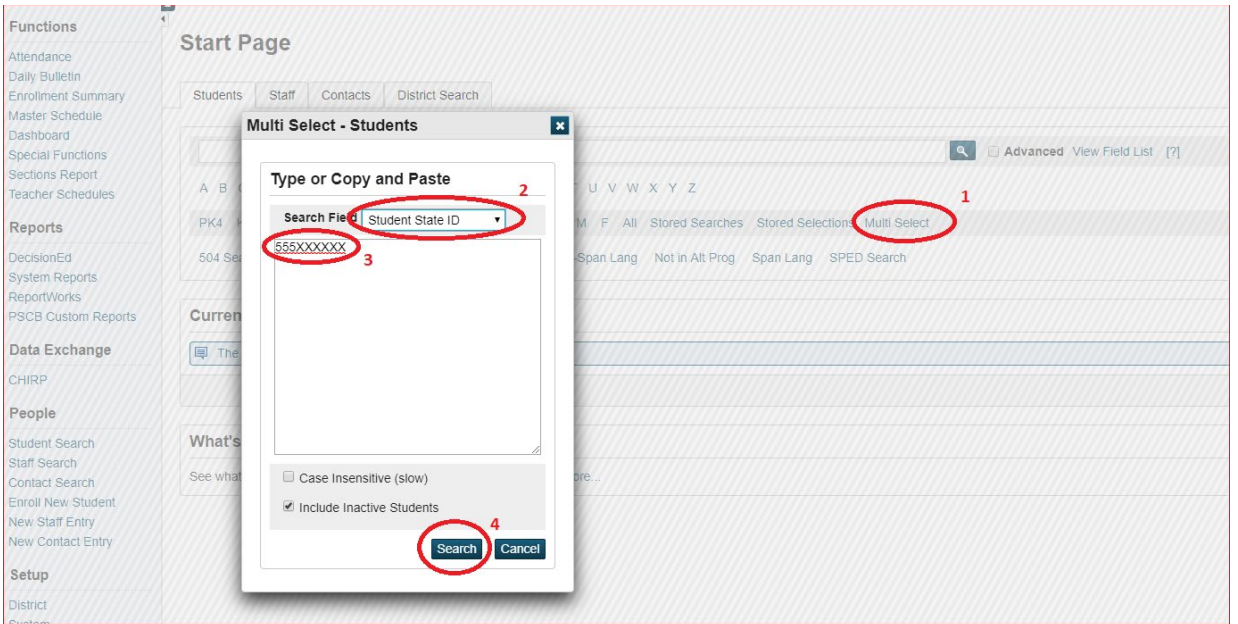 Functions
Attendance
Daily Bulletin
Enrollment Summary
Master Schedule
Dashboard
Special Functions
Sections Report
Teacher Schedules
Reports
DecisionEd
System Reports
ReportWorks
PSCB Custom Reports
Data Exchange
CHIRP
People
Student Search
Staff Search
Contact Search
Enroll New Student
New Staff Entry
New Contact Entry
Setup
District
System
Start Page
Students Staff Contacts District Search
Advanced View Field List [?]
A B U V W X Y Z
1
PK4 M F All Stored Searches Stored Selections Multi Select
504 -Span Lang Not in Alt Prog Span Lang SPED Search
The
What's
See what
Multi Select - Students
Type or Copy and Paste
2
Search Field Student State ID
555XXXXXX
3
Case Insensitive (slow)
Include Inactive Students
4
Search Cancel